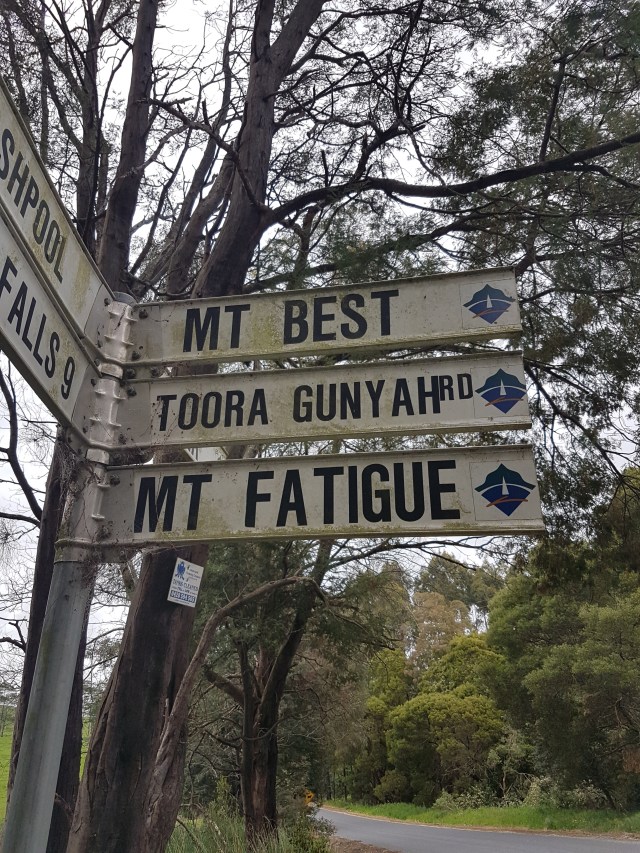 SHPOOL
FALLS 9
MT BEST
TOORA GUNYAH RD
MT FATIGUE